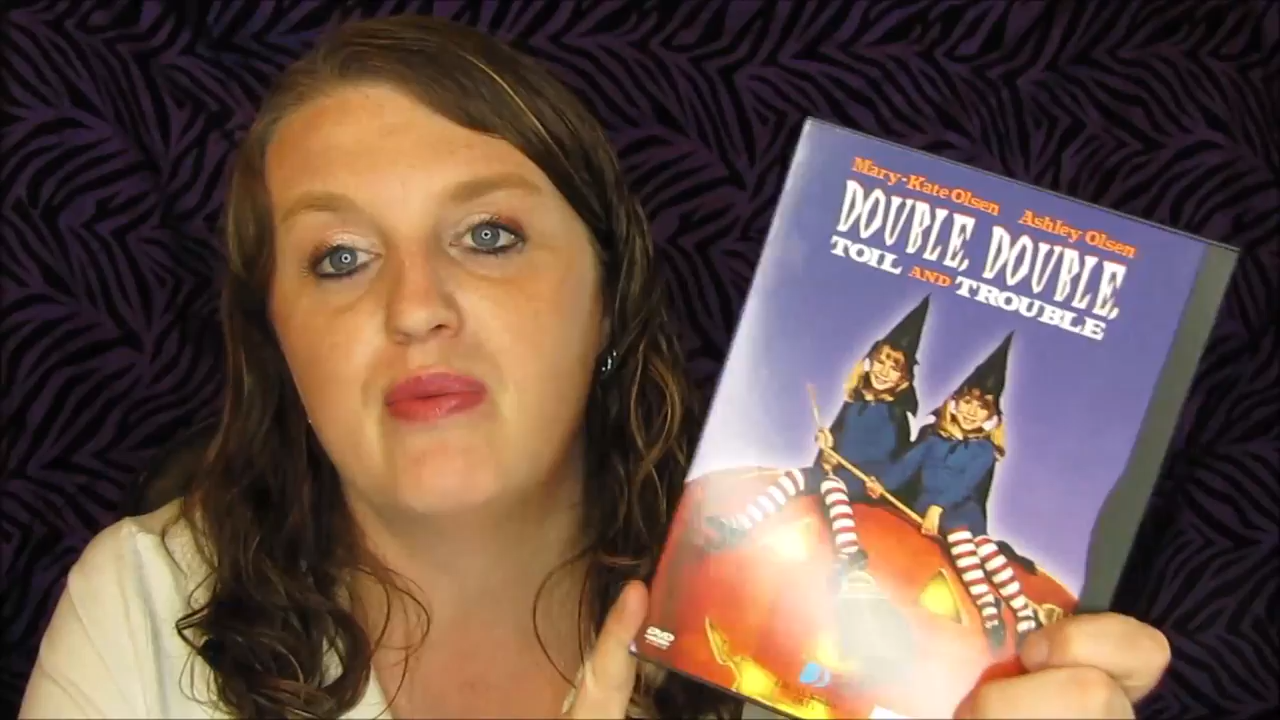 Mary-Kate Olsen Ashley Olsen
DOUBLE, DOUBLE,
TOIL AND TROUBLE
DVD